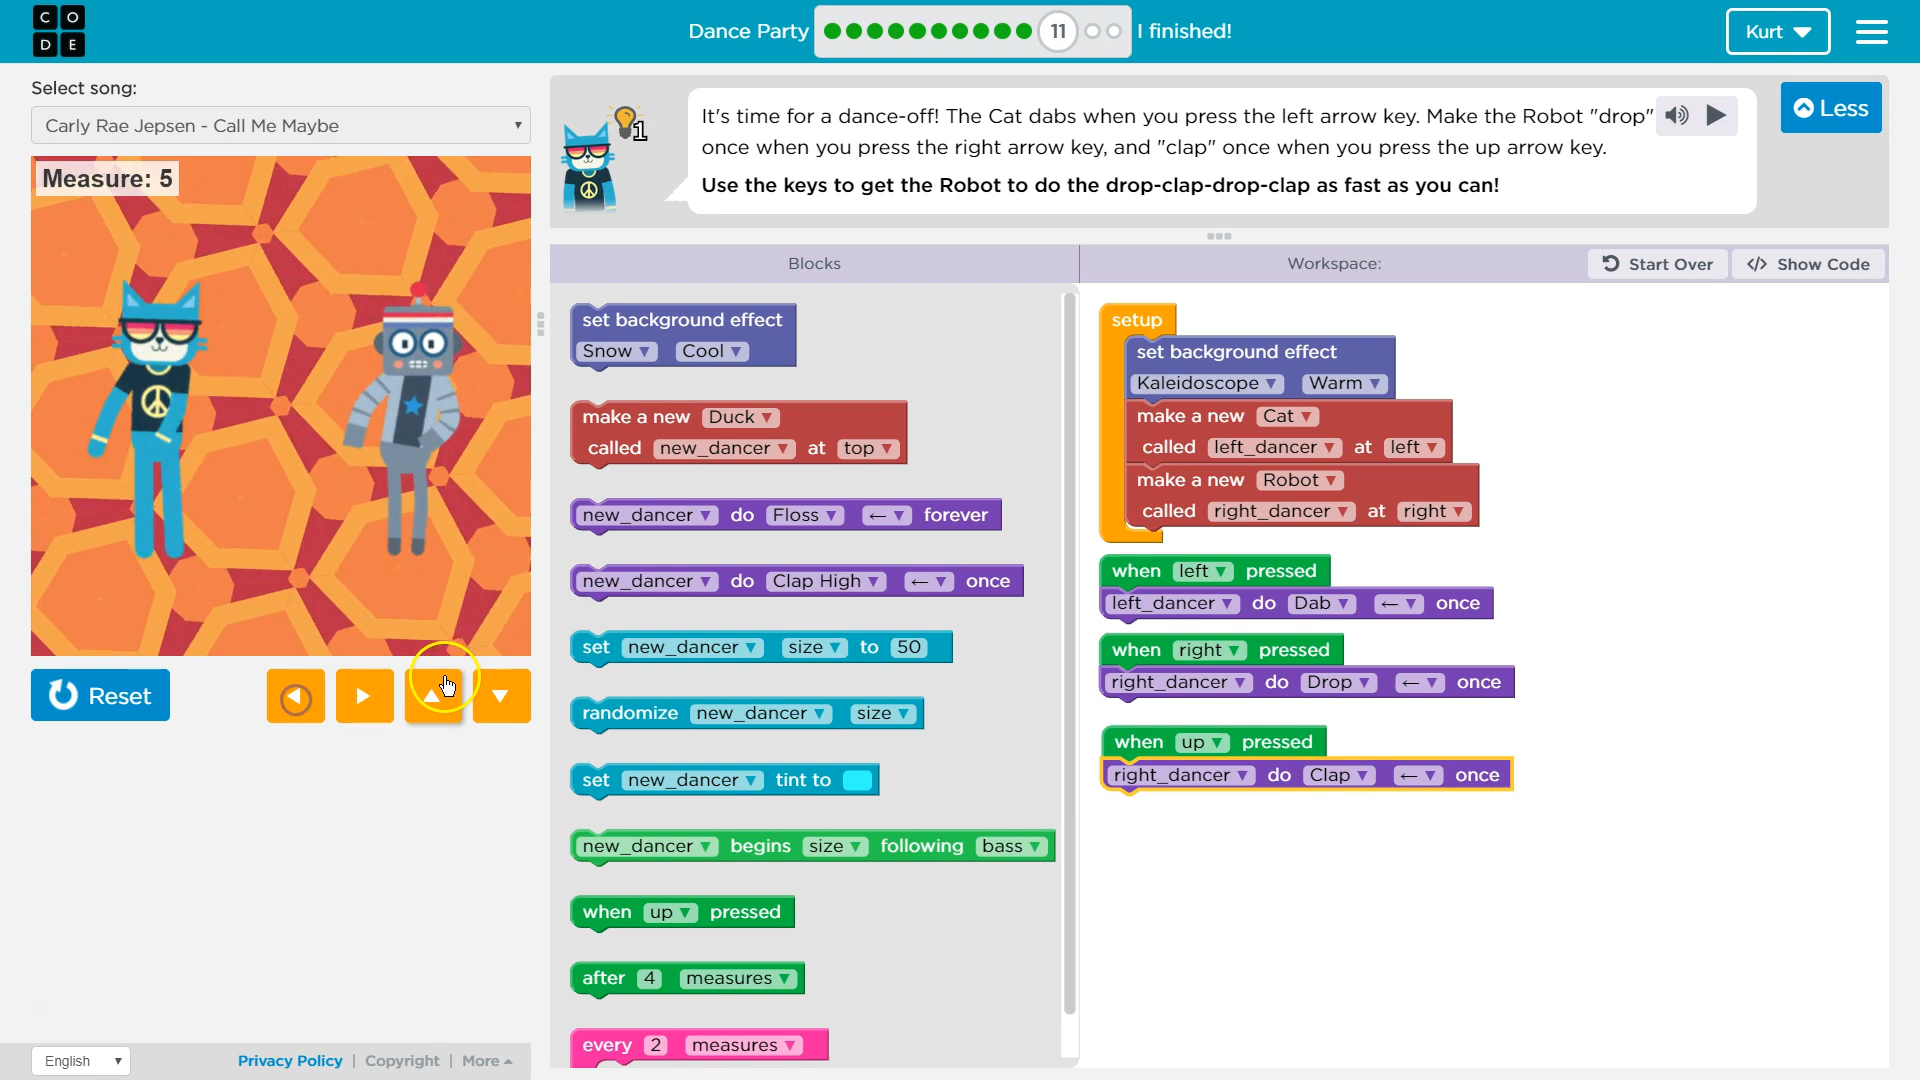 C O
D E
Dance Party
11
I finished!
Kurt
Select song:
Carly Rae Jepsen - Call Me Maybe
Measure: 5
Reset
1
It's time for a dance-off! The Cat dabs when you press the left arrow key. Make the Robot "drop"
once when you press the right arrow key, and "clap" once when you press the up arrow key.
Use the keys to get the Robot to do the drop-clap-drop-clap as fast as you can!
Less
Blocks
set background effect
Snow Cool
make a new Duck
called new_dancer at top
new_dancer do Floss ← forever
new_dancer do Clap High ← once
set new_dancer size to 50
randomize new_dancer size
set new_dancer tint to
new_dancer begins size following bass
when up pressed
after 4 measures
every 2 measures
Workspace:
Start Over
</> Show Code
setup
set background effect
Kaleidoscope Warm
make a new Cat
called left_dancer at left
make a new Robot
called right_dancer at right
when left pressed
left_dancer do Dab ← once
when right pressed
right_dancer do Drop ← once
when up pressed
right_dancer do Clap ← once
English
Privacy Policy | Copyright | More